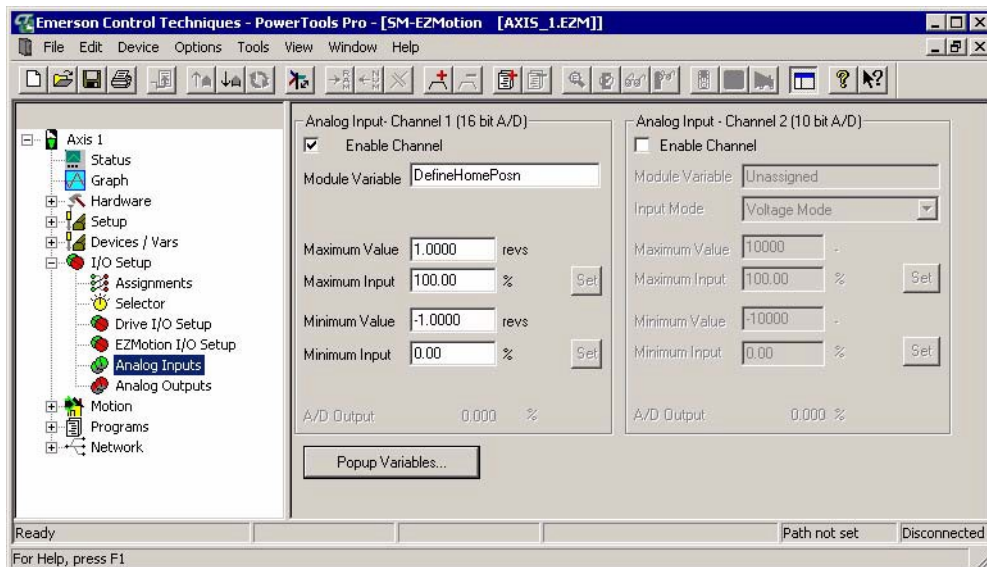 Emerson Control Techniques - PowerTools Pro - [SM-EZMotion    [AXIS_1.EZM]]
File Edit Device Options Tools View Window Help
Axis 1
Status
Graph
Hardware
Setup
Devices / Vars
I/O Setup
Assignments
Selector
Drive I/O Setup
EZMotion I/O Setup
Analog Inputs
Analog Outputs
Motion
Programs
Network
Analog Input- Channel 1 (16 bit A/D)
Enable Channel
Module Variable DefineHomePosn
Maximum Value 1.0000 revs
Maximum Input 100.00 % Set
Minimum Value -1.0000 revs
Minimum Input 0.00 % Set
A/D Output 0.000 %
Analog Input - Channel 2 (10 bit A/D)
Enable Channel
Module Variable Unassigned
Input Mode Voltage Mode
Maximum Value 10000 -
Maximum Input 100.00 % Set
Minimum Value -10000 -
Minimum Input 0.00 % Set
A/D Output 0.000 %
Popup Variables...
Ready Path not set Disconnected
For Help, press F1